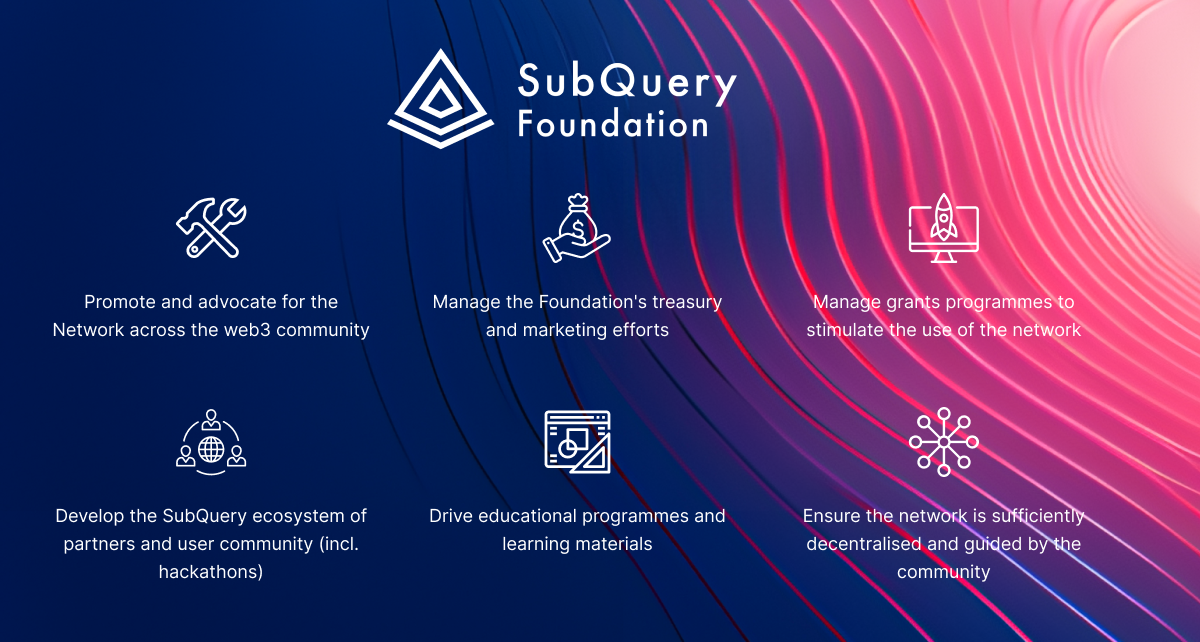 SubQuery
Foundation
Promote and advocate for the
Network across the web3 community
Manage the Foundation's treasury
and marketing efforts
Manage grants programmes to
stimulate the use of the network
Develop the SubQuery ecosystem of
partners and user community (incl.
hackathons)
Drive educational programmes and
learning materials
Ensure the network is sufficiently
decentralised and guided by the
community